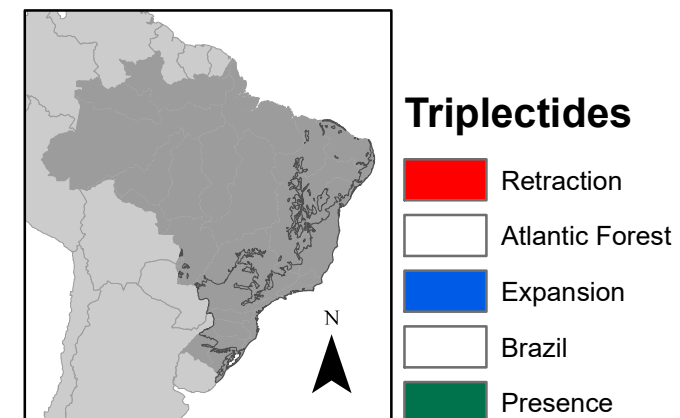 Triplectides
Retraction
Atlantic Forest
Expansion
Brazil
Presence
N